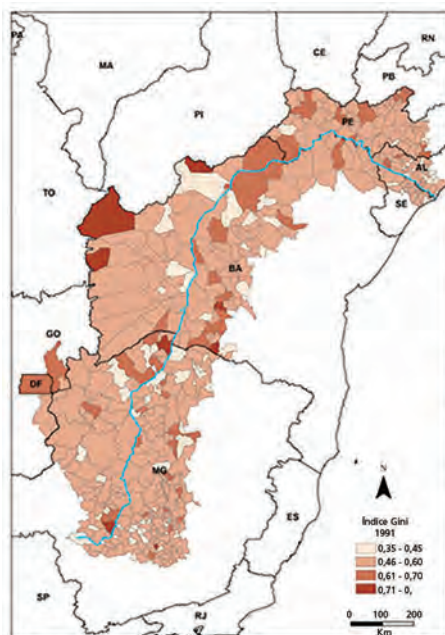 RN
CE
MA
PA
PB
PI
PE
TO
AL
SE
BA
GO
DF
MG
N
ES
Índice Gini
1991
0,35 - 0,45
0,46 - 0,60
0,61 - 0,70
0,71 - 0,
SP
RJ
0 100 200
Km